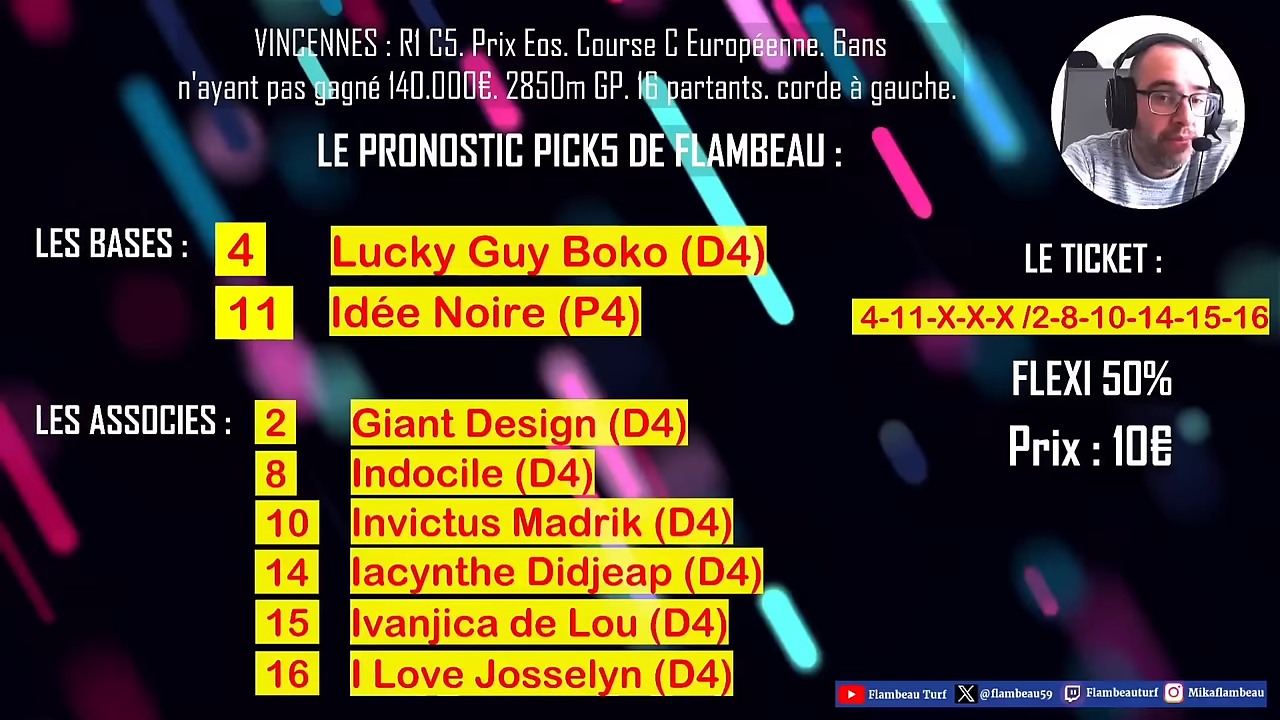 VINCENNES : R1 C5. Prix Eos. Course C Européenne. 6ans
n'ayant pas gagné 140.000€. 2850m GP. 16 partants. corde à gauche.
LE PRONOSTIC PICK5 DE FLAMBEAU :
LES BASES :
4 Lucky Guy Boko (D4)
11 Idée Noire (P4)
LE TICKET :
4-11-X-X-X /2-8-10-14-15-16
FLEXI 50%
Prix : 10€
LES ASSOCIES :
2 Giant Design (D4)
8 Indocile (D4)
10 Invictus Madrik (D4)
14 Iacynthe Didjeap (D4)
15 Ivanjica de Lou (D4)
16 I Love Josselyn (D4)
Flambeau Turf @flambeau59 Flambeauturf Mikaflambeau